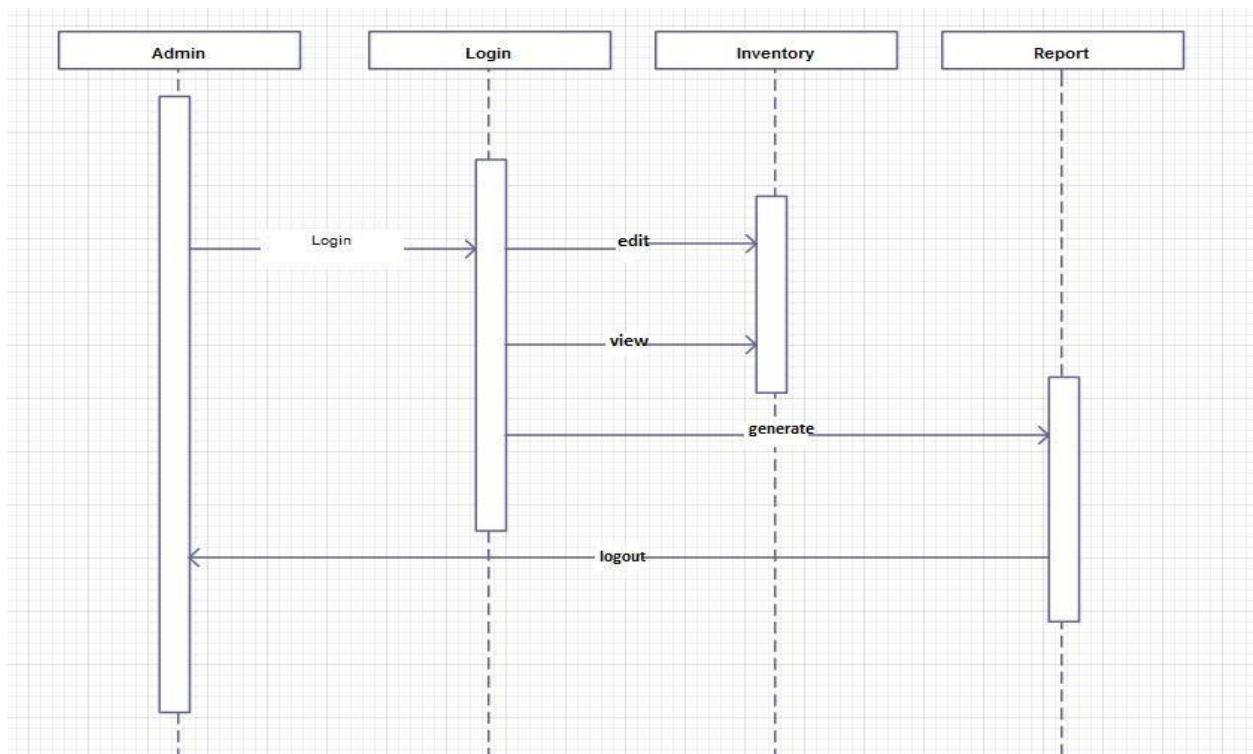 Admin
Login
Inventory
Report
Login
edit
view
generate
logout